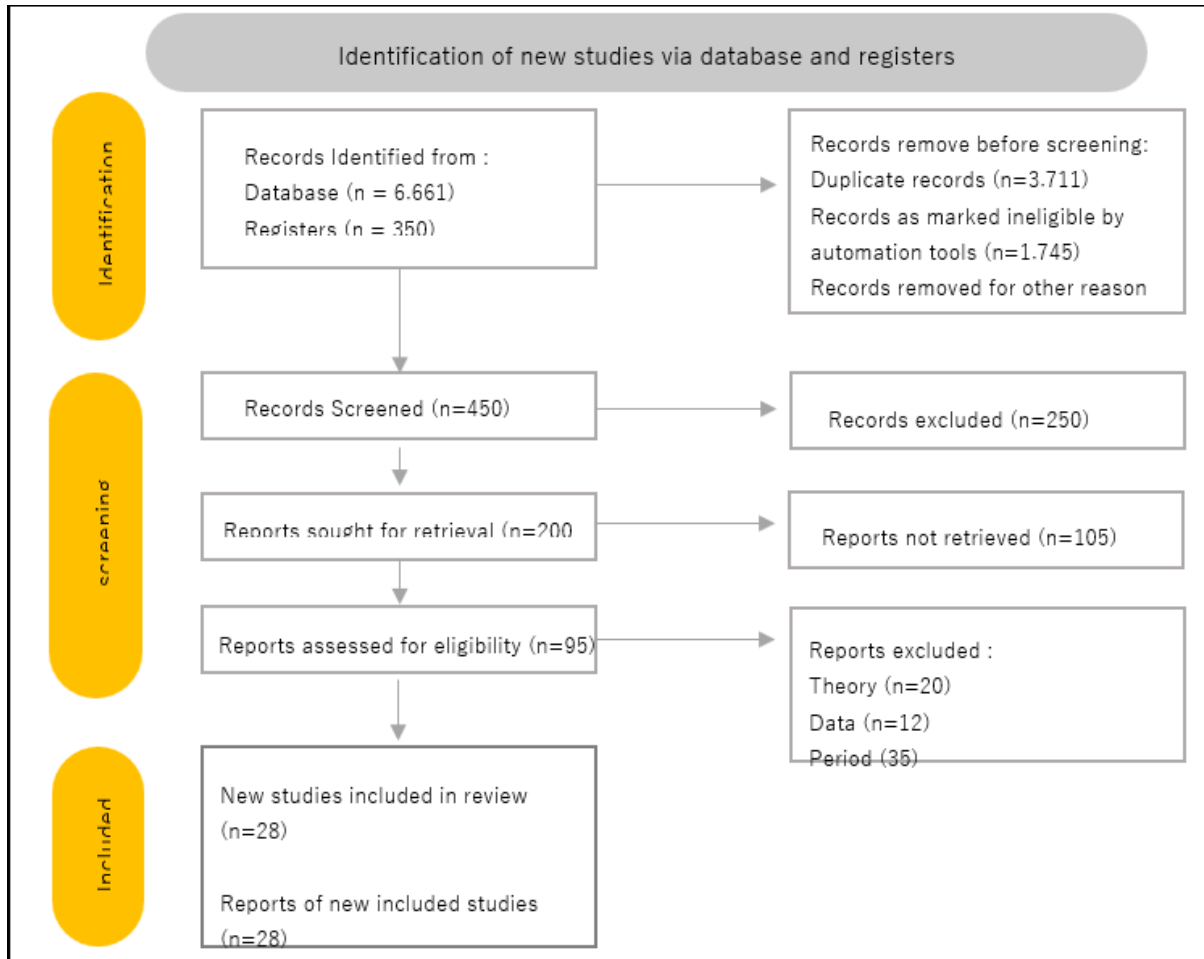 Identification of new studies via database and registers
Identification
Records Identified from :
Database (n = 6.661)
Registers (n = 350)
Records remove before screening:
Duplicate records (n=3.711)
Records as marked ineligible by
automation tools (n=1.745)
Records removed for other reason
screening
Records Screened (n=450)
Records excluded (n=250)
Reports sought for retrieval (n=200
Reports not retrieved (n=105)
Reports assessed for eligibility (n=95)
Reports excluded :
Theory (n=20)
Data (n=12)
Period (35)
Included
New studies included in review
(n=28)
Reports of new included studies
(n=28)